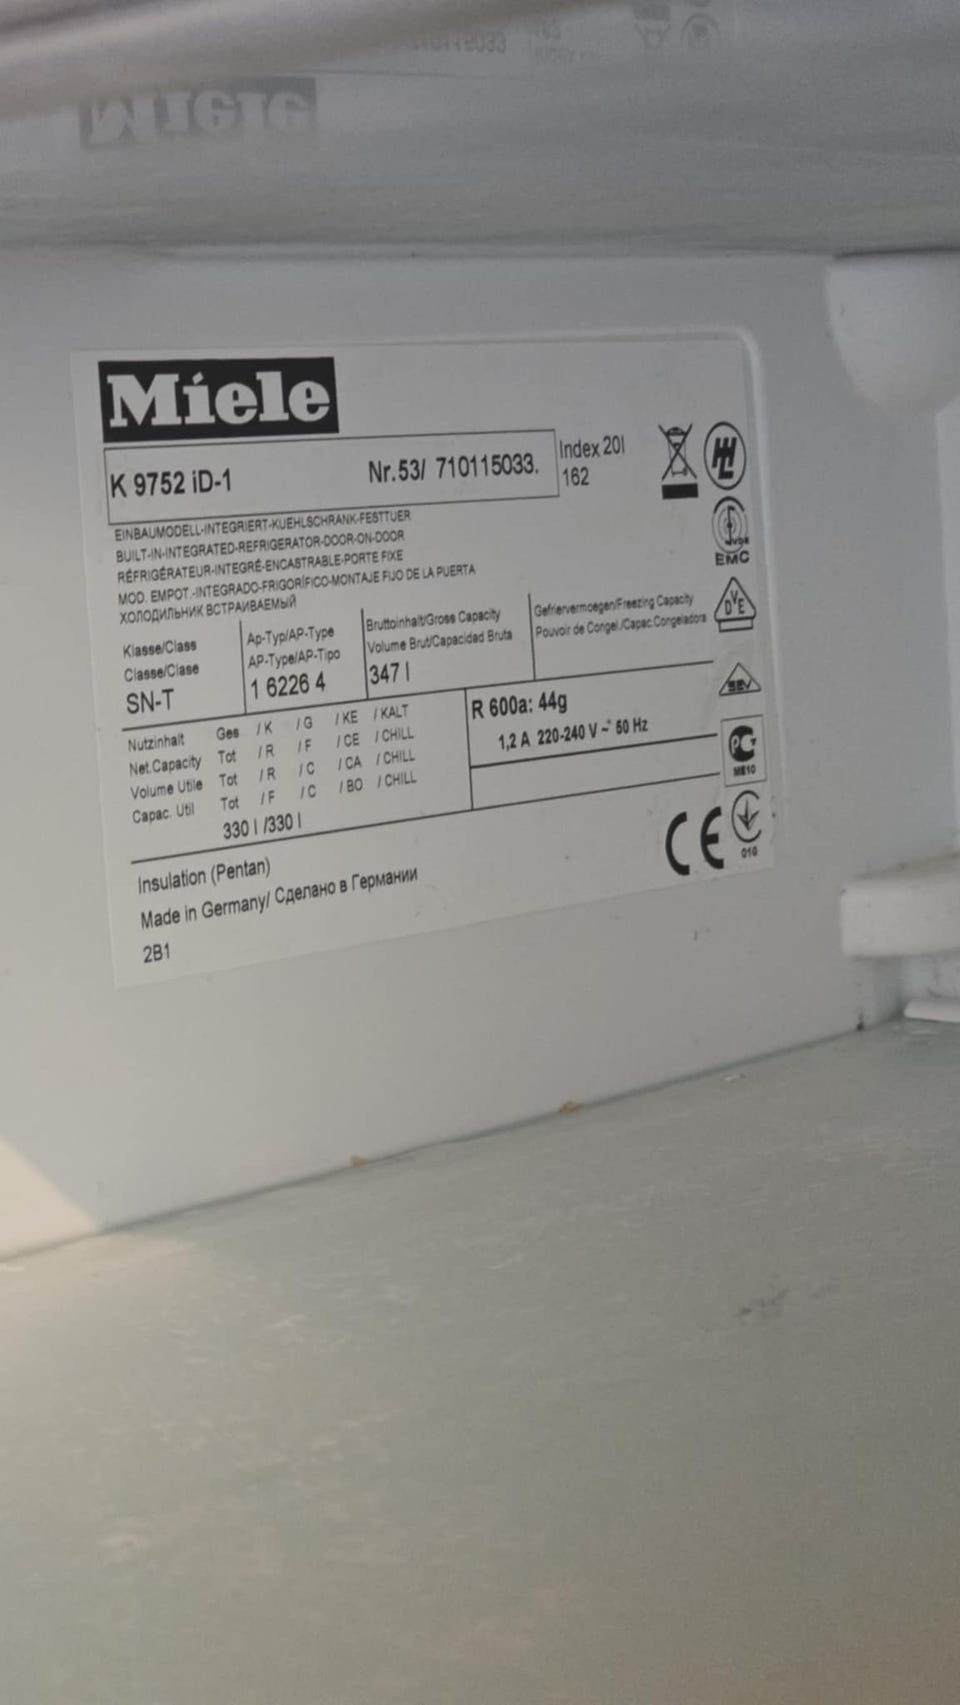 Miele
K 9752 iD-1 Nr.53/ 710115033. Index 20I
162
EINBAUMODELL-INTEGRIERT-KUEHLSCHRANK-FESTTUER
BUILT-IN-INTEGRATED-REFRIGERATOR-DOOR-ON-DOOR
RÉFRIGÉRATEUR-INTEGRÉ-ENCASTRABLE-PORTE FIXE
MOD. EMPOT.-INTEGRADO-FRIGORÍFICO-MONTAJE FIJO DE LA PUERTA
ХОЛОДИЛЬНИК ВСТРАИВАЕМЫЙ
EMC
DVE
Klasse/Class Ap-Typ/AP-Type Bruttoinhalt/Gross Capacity Gefriervermoegen/Freezing Capacity
Classe/Clase AP-Type/AP-Tipo Volume Brut/Capacidad Bruta Pouvoir de Congel./Capac.Congeladora
SN-T 1 6226 4 347 l
SEV
Nutzinhalt Ges / K / G / KE / KALT R 600a: 44g
Net.Capacity Tot / R / F / CE / CHILL 1,2 A 220-240 V ~ 50 Hz
Volume Utile Tot / R / C / CA / CHILL
Capac. Util Tot / F / C / BO / CHILL
330 l /330 l
ME10
Insulation (Pentan)
CE 010
Made in Germany/ Сделано в Германии
2B1